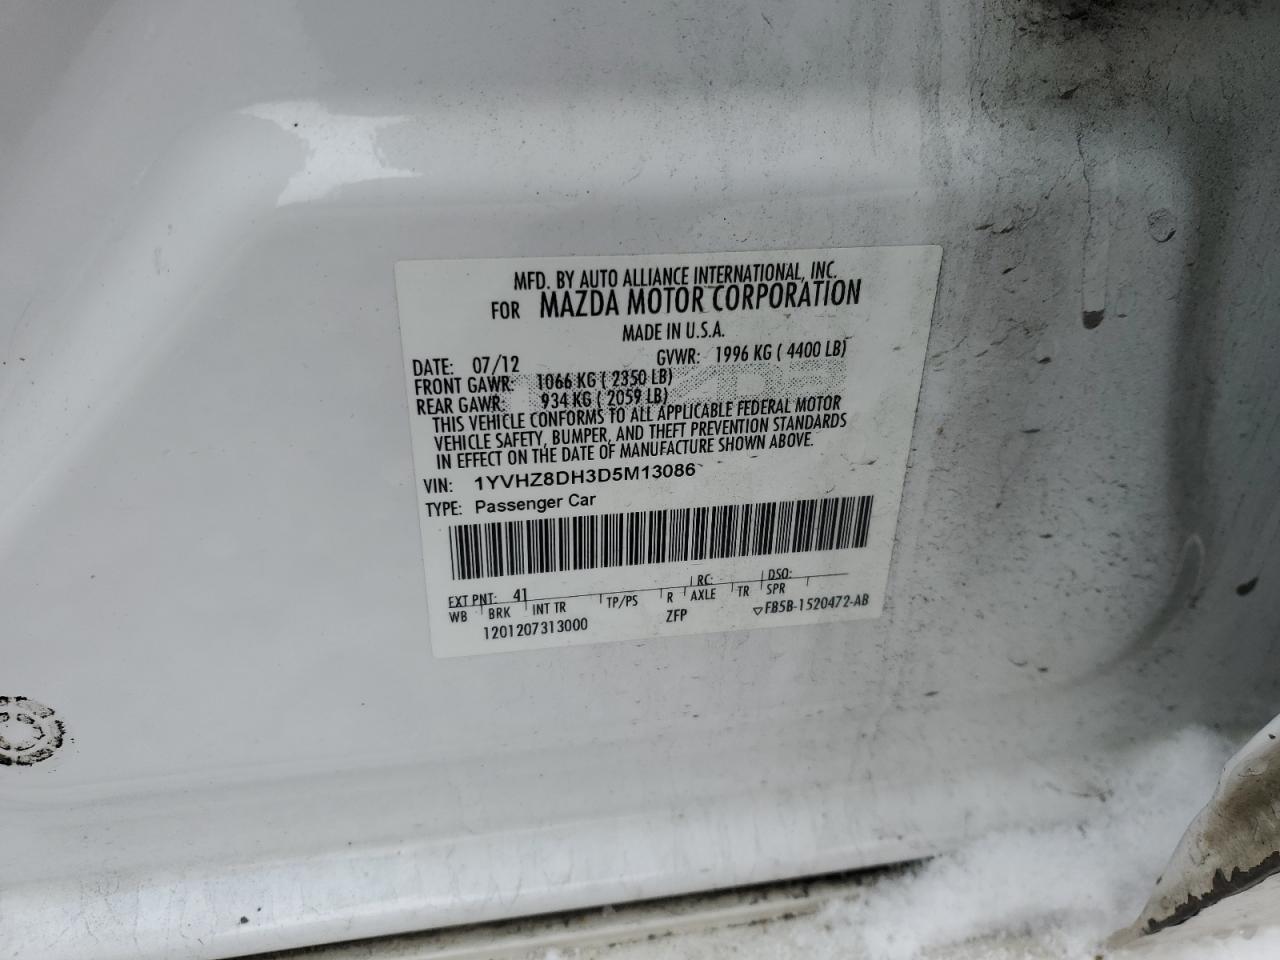 MFD. BY AUTO ALLIANCE INTERNATIONAL, INC.
FOR MAZDA MOTOR CORPORATION
MADE IN U.S.A.
DATE: 07/12 GVWR: 1996 KG ( 4400 LB)
FRONT GAWR: 1066 KG ( 2350 LB)
REAR GAWR: 934 KG ( 2059 LB)
THIS VEHICLE CONFORMS TO ALL APPLICABLE FEDERAL MOTOR
VEHICLE SAFETY, BUMPER, AND THEFT PREVENTION STANDARDS
IN EFFECT ON THE DATE OF MANUFACTURE SHOWN ABOVE.
VIN: 1YVHZ8DH3D5M13086
TYPE: Passenger Car
EXT PNT: 41 RC: DSO:
WB BRK INT TR TP/PS R AXLE TR SPR
1201207313000 ZFP ▽FB5B-1520472-AB